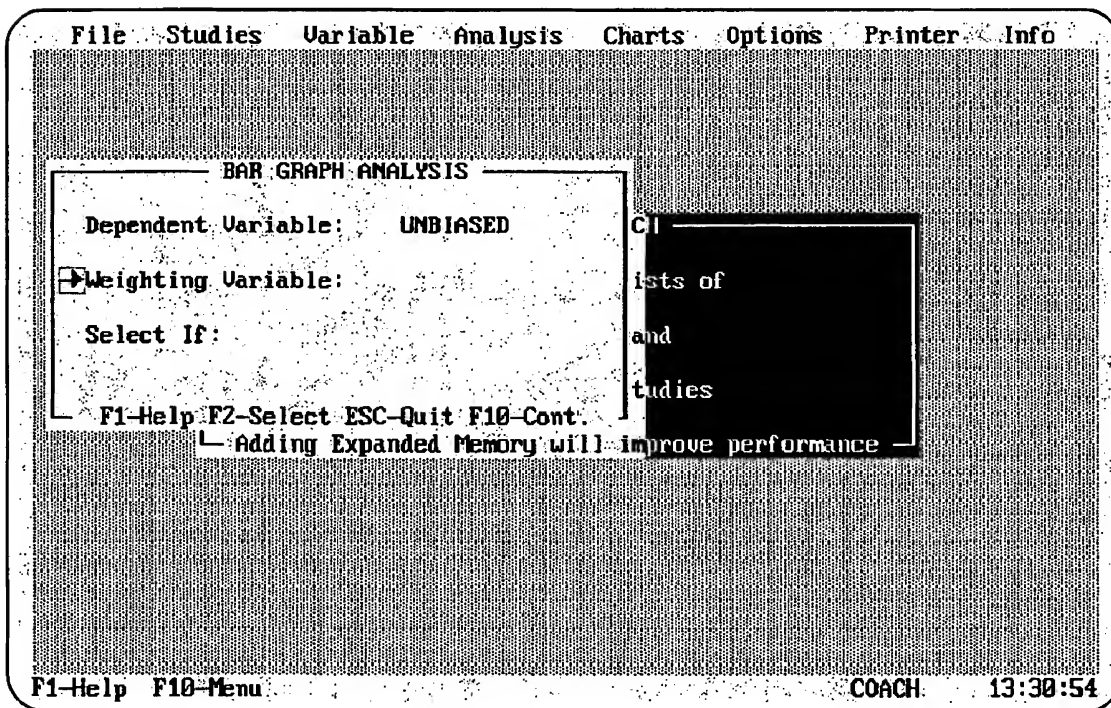 File Studies Variable Analysis Charts Options Printer Info
BAR GRAPH ANALYSIS
Dependent Variable: UNBIASED
Weighting Variable:
Select If:
F1-Help F2-Select ESC-Quit F10-Cont.
ists of
and
tudies
Adding Expanded Memory will improve performance
F1-Help F10-Menu COACH 13:30:54